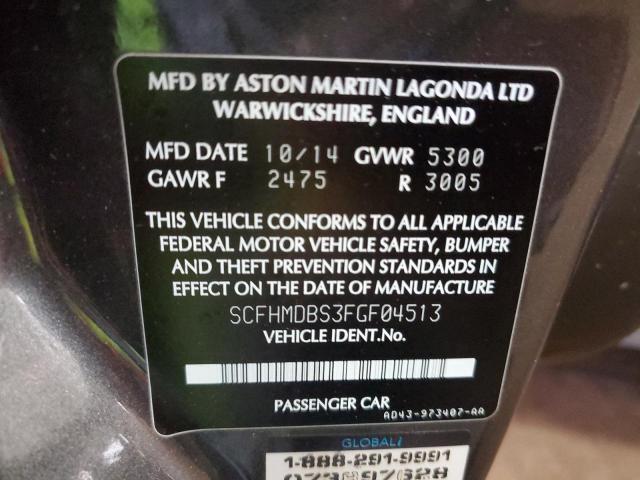 MFD BY ASTON MARTIN LAGONDA LTD
WARWICKSHIRE, ENGLAND
MFD DATE 10/14 GVWR 5300
GAWR F 2475 R 3005
THIS VEHICLE CONFORMS TO ALL APPLICABLE
FEDERAL MOTOR VEHICLE SAFETY, BUMPER
AND THEFT PREVENTION STANDARDS IN
EFFECT ON THE DATE OF MANUFACTURE
SCFHMDBS3FGF04513
VEHICLE IDENT.No.
PASSENGER CAR
AD43-973407-AA
GLOBALi
1-888-291-9991